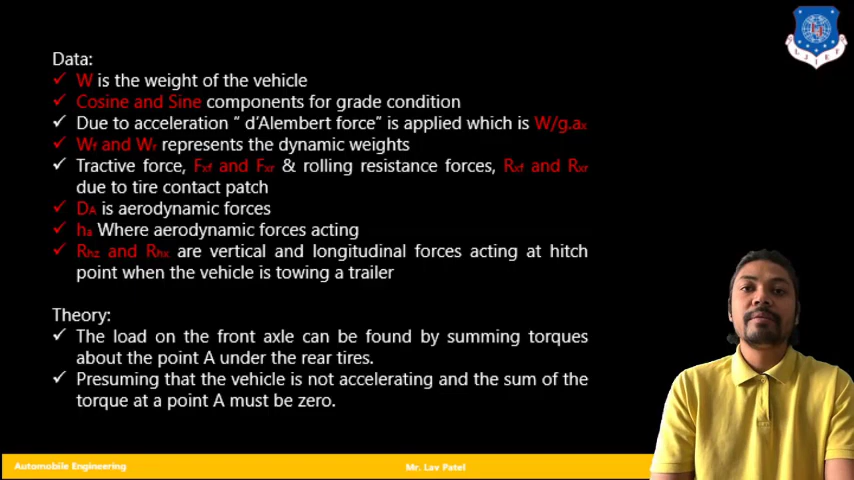 Data:
✓ W is the weight of the vehicle
✓ Cosine and Sine components for grade condition
✓ Due to acceleration “ d’Alembert force” is applied which is W/g.ax
✓ Wf and Wr represents the dynamic weights
✓ Tractive force, Fxf and Fxr & rolling resistance forces, Rxf and Rxr
due to tire contact patch
✓ DA is aerodynamic forces
✓ ha Where aerodynamic forces acting
✓ Rhz and Rhx are vertical and longitudinal forces acting at hitch
point when the vehicle is towing a trailer
Theory:
✓ The load on the front axle can be found by summing torques
about the point A under the rear tires.
✓ Presuming that the vehicle is not accelerating and the sum of the
torque at a point A must be zero.
Automobile Engineering
Mr. Lav Patel